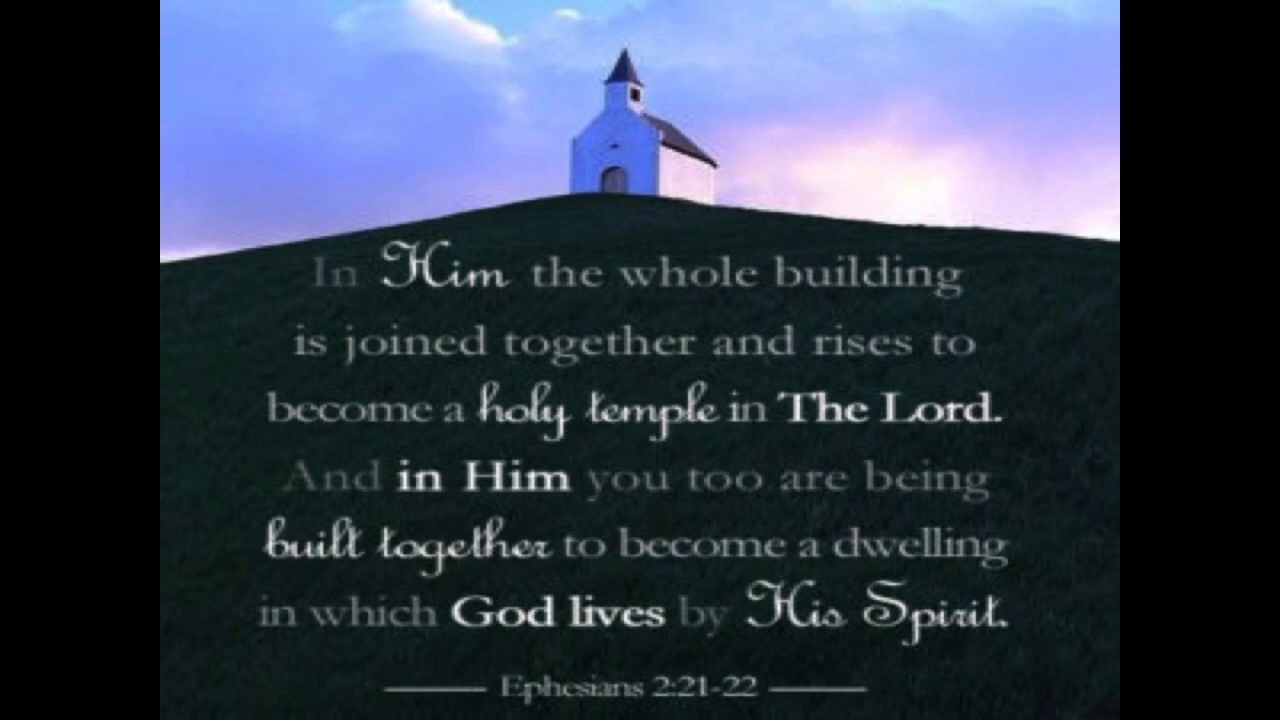 In Him the whole building
is joined together and rises to
become a holy temple in The Lord.
And in Him you too are being
built together to become a dwelling
in which God lives by His Spirit.
Ephesians 2:21-22